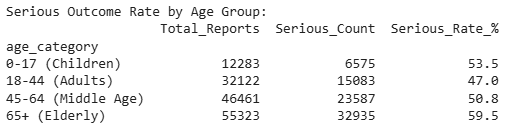 Serious Outcome Rate by Age Group:
Total_Reports Serious_Count Serious_Rate_%
age_category
0-17 (Children) 12283 6575 53.5
18-44 (Adults) 32122 15083 47.0
45-64 (Middle Age) 46461 23587 50.8
65+ (Elderly) 55323 32935 59.5